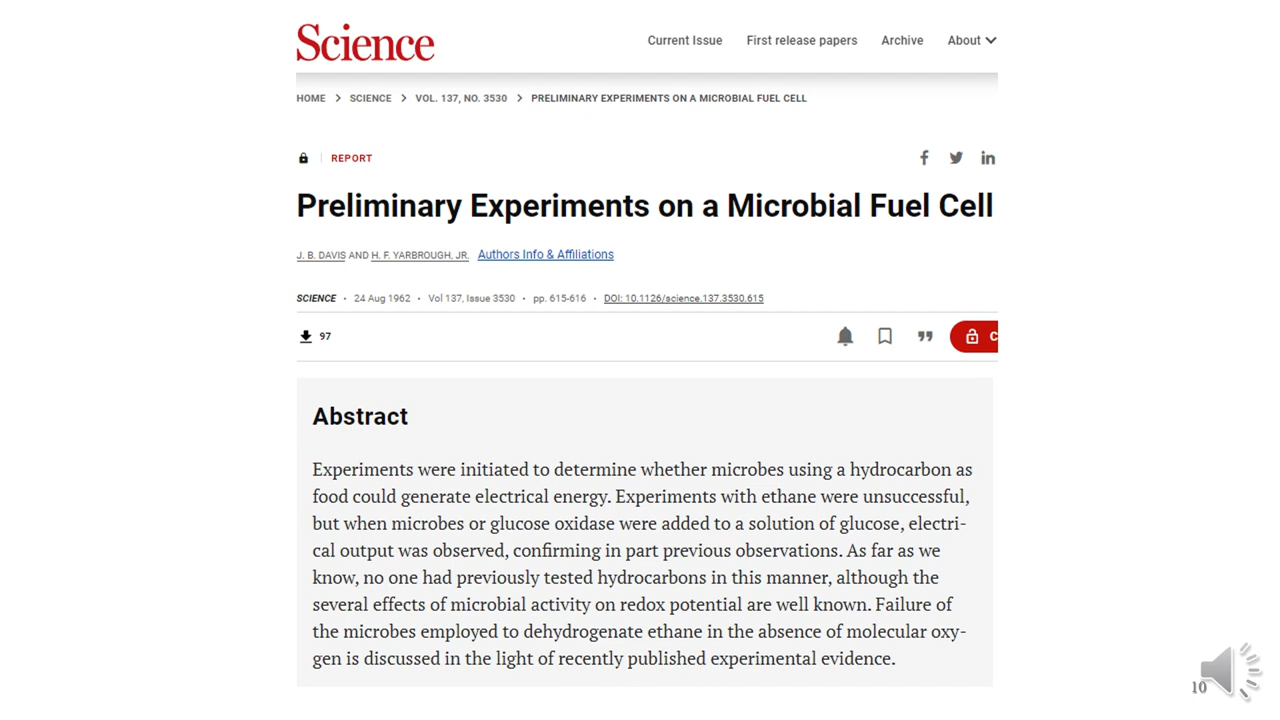 Science
Current Issue First release papers Archive About
HOME > SCIENCE > VOL. 137, NO. 3530 > PRELIMINARY EXPERIMENTS ON A MICROBIAL FUEL CELL
REPORT
Preliminary Experiments on a Microbial Fuel Cell
J. B. DAVIS AND H. F. YARBROUGH, JR. Authors Info & Affiliations
SCIENCE • 24 Aug 1962 • Vol 137, Issue 3530 • pp. 615-616 • DOI: 10.1126/science.137.3530.615
97
C
Abstract
Experiments were initiated to determine whether microbes using a hydrocarbon as
food could generate electrical energy. Experiments with ethane were unsuccessful,
but when microbes or glucose oxidase were added to a solution of glucose, electri-
cal output was observed, confirming in part previous observations. As far as we
know, no one had previously tested hydrocarbons in this manner, although the
several effects of microbial activity on redox potential are well known. Failure of
the microbes employed to dehydrogenate ethane in the absence of molecular oxy-
gen is discussed in the light of recently published experimental evidence.
10